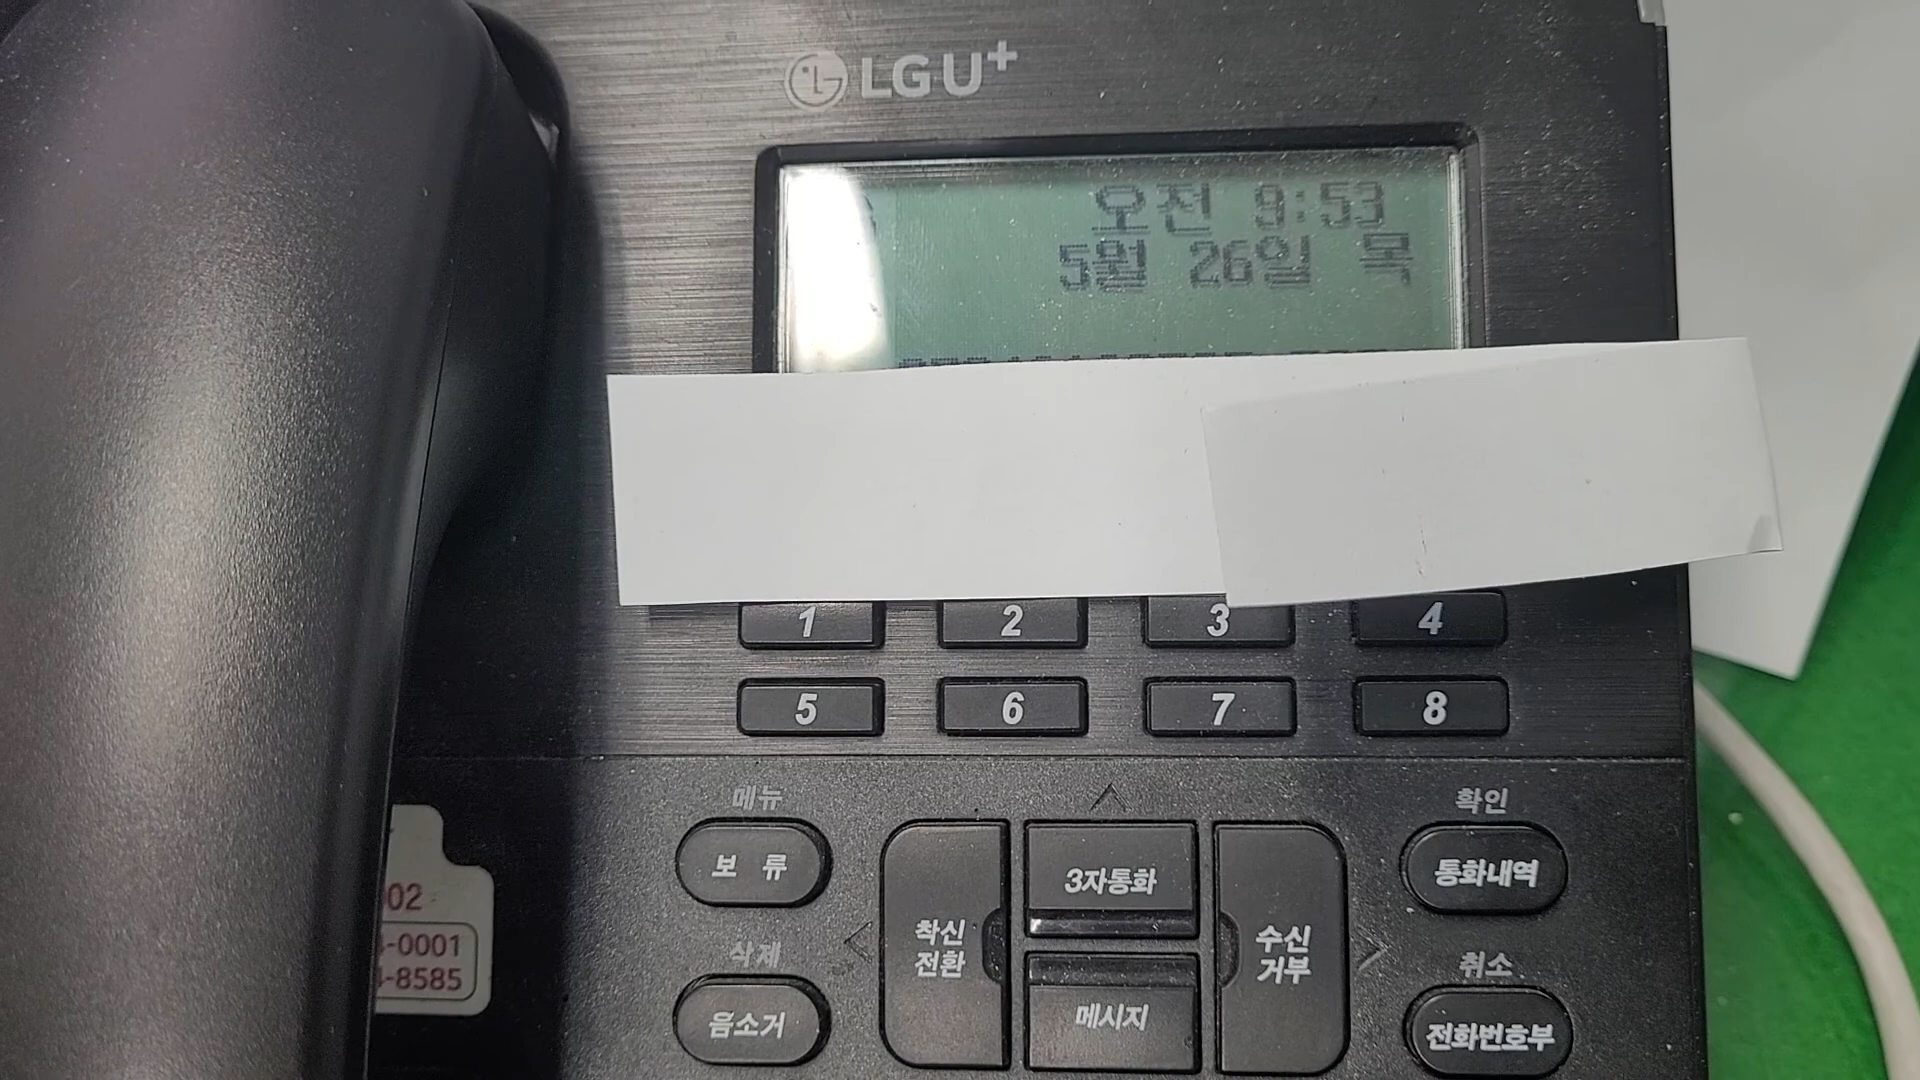 LG U+
오전 9:53
5월 26일 목
1 2 3 4
5 6 7 8
메뉴
확인
보 류
3자통화
통화내역
착신
전환
수신
거부
02
-0001
-8585
삭제
취소
음소거
메시지
전화번호부